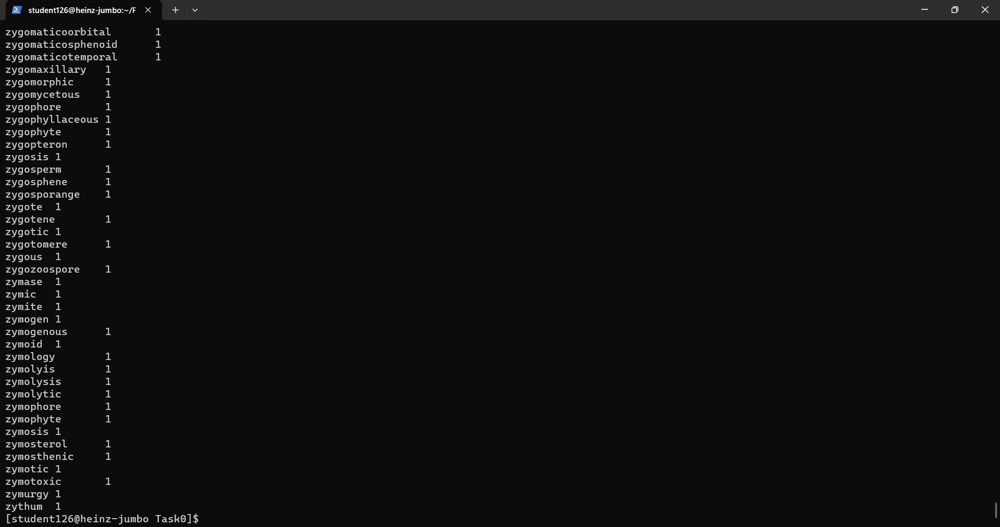 student126@heinz-jumbo:~/F
zygomaticoorbital 1
zygomaticosphenoid 1
zygomaticotemporal 1
zygomaxillary 1
zygomorphic 1
zygomycetous 1
zygophore 1
zygophyllaceous 1
zygophyte 1
zygopteron 1
zygosis 1
zygosperm 1
zygosphene 1
zygosporange 1
zygote 1
zygotene 1
zygotic 1
zygotomere 1
zygous 1
zygozoospore 1
zymase 1
zymic 1
zymite 1
zymogen 1
zymogenous 1
zymoid 1
zymology 1
zymolyis 1
zymolysis 1
zymolytic 1
zymophore 1
zymophyte 1
zymosis 1
zymosterol 1
zymosthenic 1
zymotic 1
zymotoxic 1
zymurgy 1
zythum 1
[student126@heinz-jumbo Task0]$